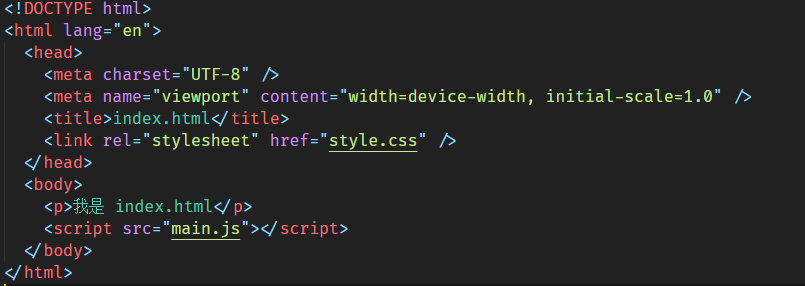 <!DOCTYPE html>
<html lang="en">
  <head>
    <meta charset="UTF-8" />
    <meta name="viewport" content="width=device-width, initial-scale=1.0" />
    <title>index.html</title>
    <link rel="stylesheet" href="style.css" />
  </head>
  <body>
    <p>我是 index.html</p>
    <script src="main.js"></script>
  </body>
</html>